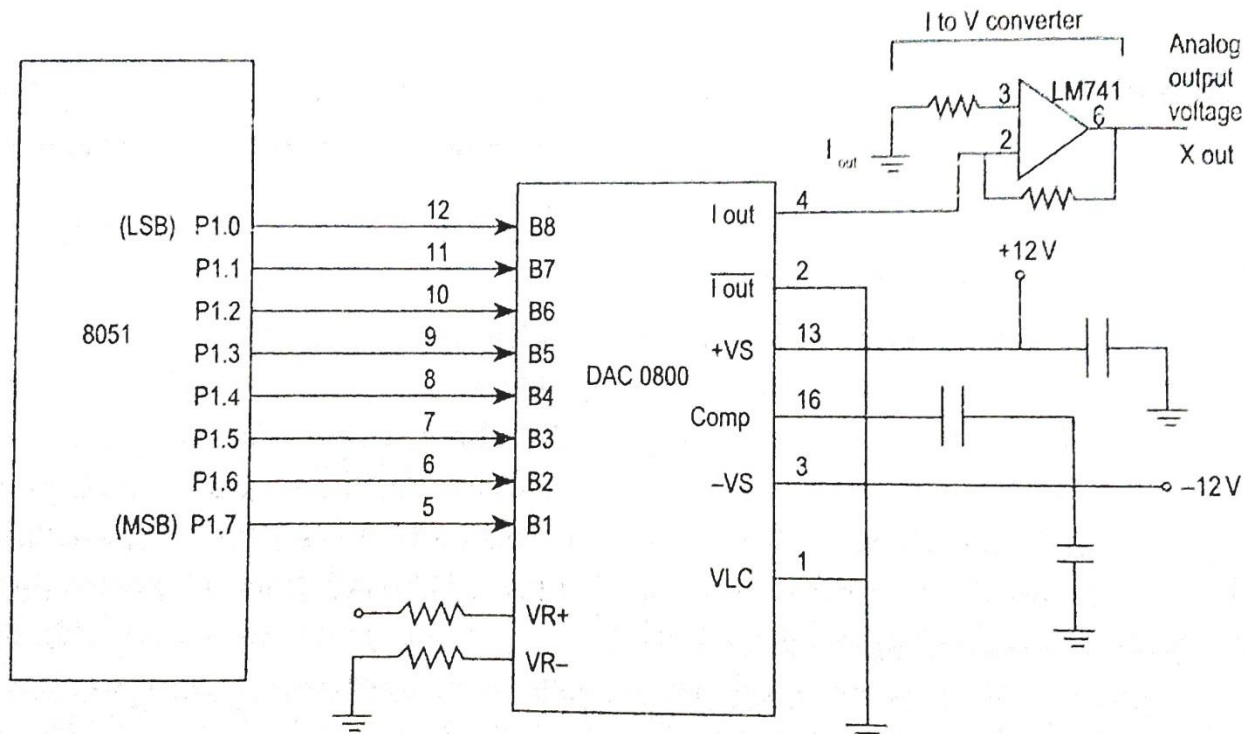 I to V converter
Analog
output
voltage
X out
LM741
3
2
6
I out
8051
(LSB) P1.0
P1.1
P1.2
P1.3
P1.4
P1.5
P1.6
(MSB) P1.7
12
11
10
9
8
7
6
5
B8
B7
B6
B5
B4
B3
B2
B1
VR+
VR–
DAC 0800
I out
I out
+VS
Comp
–VS
VLC
4
2
13
16
3
1
+12 V
–12 V